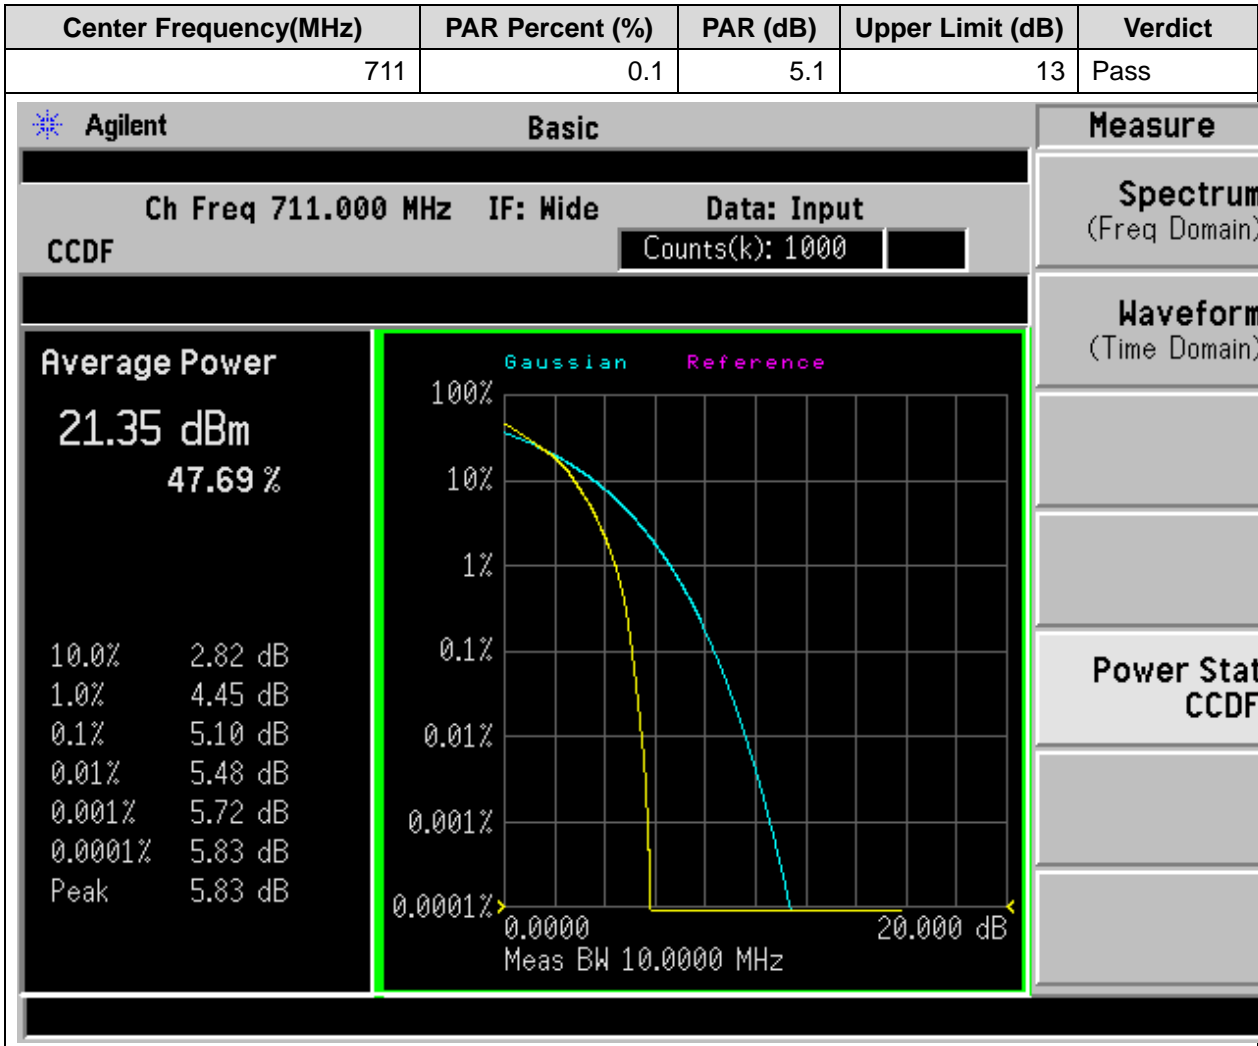 Center Frequency(MHz) PAR Percent (%) PAR (dB) Upper Limit (dB) Verdict
711 0.1 5.1 13 Pass
Agilent Basic Measure
Ch Freq 711.000 MHz IF: Wide Data: Input
CCDF Counts(k): 1000
Average Power
21.35 dBm
47.69 %
10.0% 2.82 dB
1.0% 4.45 dB
0.1% 5.10 dB
0.01% 5.48 dB
0.001% 5.72 dB
0.0001% 5.83 dB
Peak 5.83 dB
Gaussian Reference
100%
10%
1%
0.1%
0.01%
0.001%
0.0001%
0.0000 20.000 dB
Meas BW 10.0000 MHz
Spectrum
(Freq Domain)
Waveform
(Time Domain)
Power Stat
CCDF